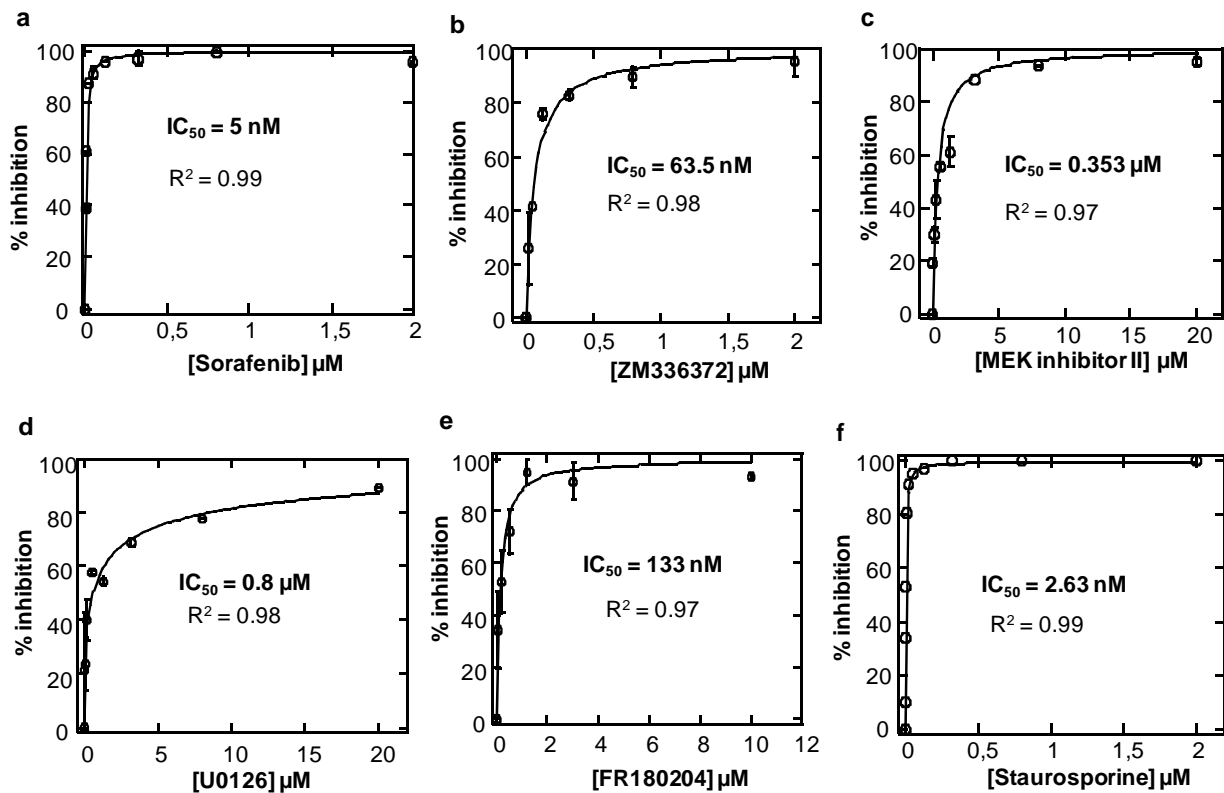 a
100
80
60
40
20
0
% inhibition
IC50 = 5 nM
R2 = 0.99
0 0,5 1 1,5 2
[Sorafenib] µM
b
100
80
60
40
20
0
% inhibition
IC50 = 63.5 nM
R2 = 0.98
0 0,5 1 1,5 2
[ZM336372] µM
c
100
80
60
40
20
0
% inhibition
IC50 = 0.353 µM
R2 = 0.97
0 5 10 15 20
[MEK inhibitor II] µM
d
100
80
60
40
20
0
% inhibition
IC50 = 0.8 µM
R2 = 0.98
0 5 10 15 20
[U0126] µM
e
100
80
60
40
20
0
% inhibition
IC50 = 133 nM
R2 = 0.97
0 2 4 6 8 10 12
[FR180204] µM
f
100
80
60
40
20
0
% inhibition
IC50 = 2.63 nM
R2 = 0.99
0 0,5 1 1,5 2
[Staurosporine] µM